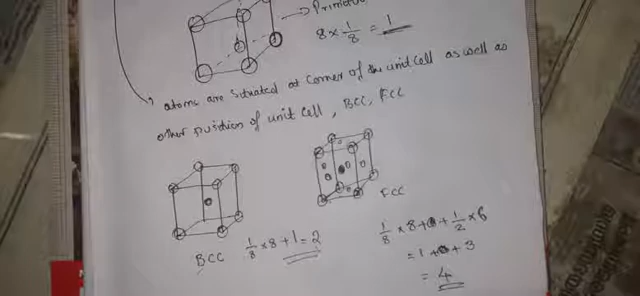 8 × 1/8 = 1
atoms are situated at corner of the unit cell as well as
other position of unit cell, BCC, FCC
FCC
BCC 1/8 × 8 + 1 = 2
1/8 × 8 + 1/2 × 6
= 1 + 3
= 4